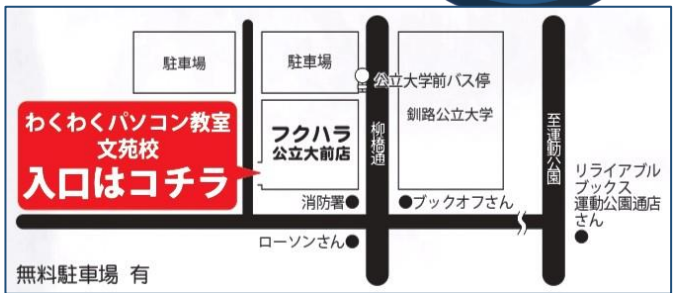 駐車場
駐車場
公立大学前バス停
釧路公立大学
わくわくパソコン教室
文苑校
入口はコチラ
フクハラ
公立大前店
柳橋通
至運動公園
リライアブル
ブックス
運動公園通店
さん
消防署
ブックオフさん
ローソンさん
無料駐車場 有